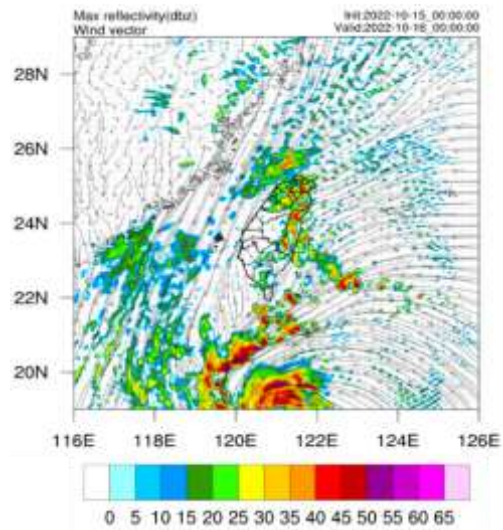 Max reflectivity(dbz) Init:2022-10-15_00:00:00
Wind vector Valid:2022-10-16_00:00:00
28N
26N
24N
22N
20N
116E 118E 120E 122E 124E 126E
0 5 10 15 20 25 30 35 40 45 50 55 60 65